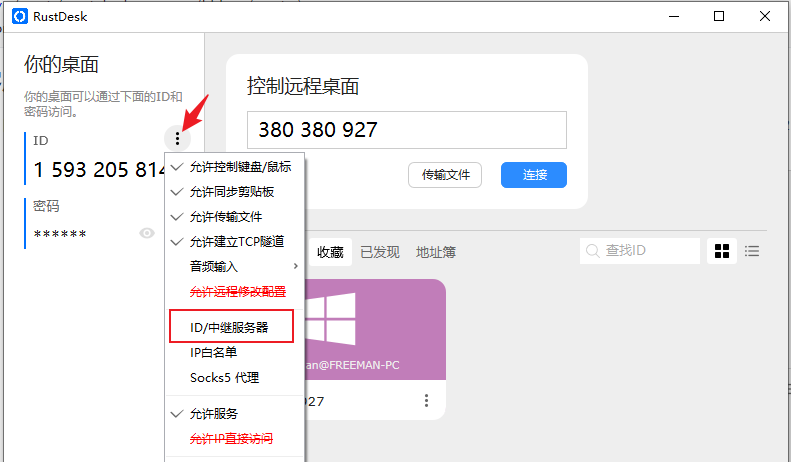 RustDesk
你的桌面
你的桌面可以通过下面的ID和
密码访问。
ID
1 593 205 814
密码
******
允许控制键盘/鼠标
允许同步剪贴板
允许传输文件
允许建立TCP隧道
音频输入
允许远程修改配置
ID/中继服务器
IP白名单
Socks5 代理
允许服务
允许IP直接访问
控制远程桌面
380 380 927
传输文件
连接
收藏
已发现
地址簿
查找ID
an@FREEMAN-PC
927